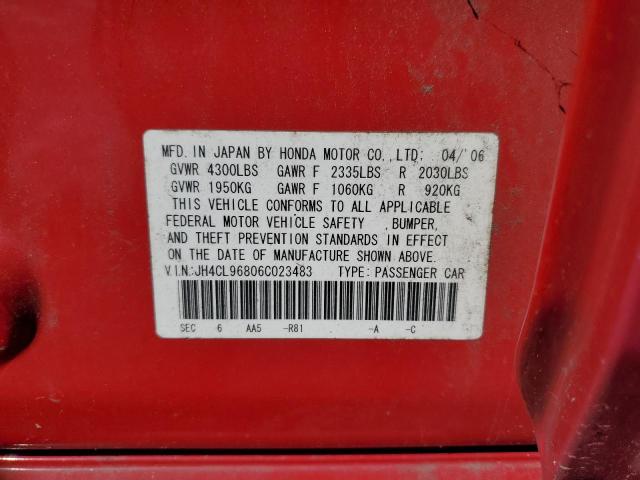 MFD. IN JAPAN BY HONDA MOTOR CO.,LTD: 04/'06
GVWR 4300LBS GAWR F 2335LBS R 2030LBS
GVWR 1950KG GAWR F 1060KG R 920KG
THIS VEHICLE CONFORMS TO ALL APPLICABLE
FEDERAL MOTOR VEHICLE SAFETY ,BUMPER,
AND THEFT PREVENTION STANDARDS IN EFFECT
ON THE DATE OF MANUFACTURE SHOWN ABOVE.
V.I.N:JH4CL96806C023483 TYPE: PASSENGER CAR
SEC 6 AA5 -R81 -A -C